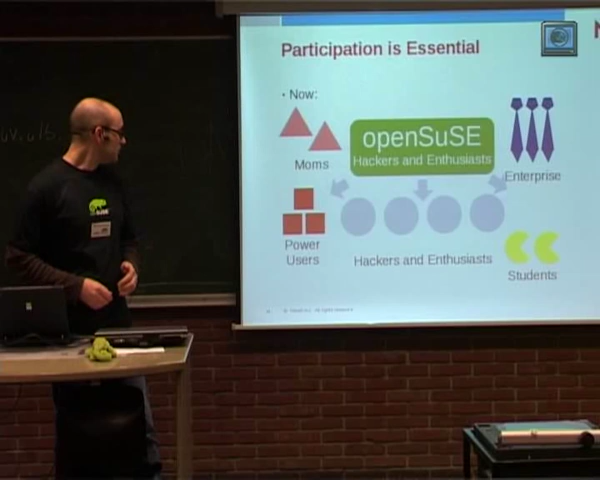 Participation is Essential
N
• Now:
openSuSE
Hackers and Enthusiasts
Moms
Enterprise
Power
Users
Hackers and Enthusiasts
Students